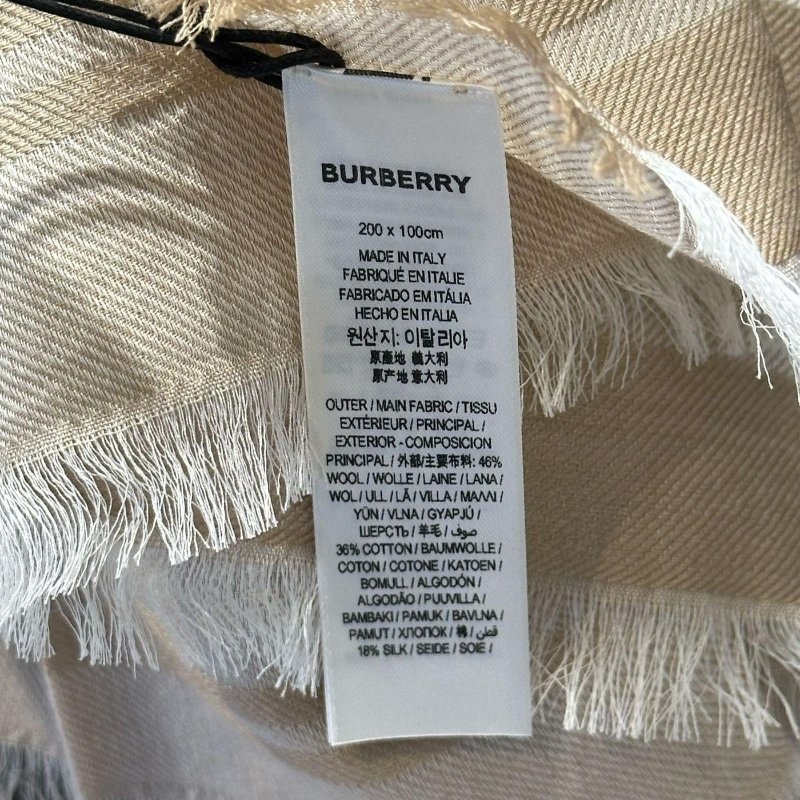 BURBERRY
200 x 100cm
MADE IN ITALY
FABRIQUÉ EN ITALIE
FABRICADO EM ITÁLIA
HECHO EN ITALIA
원산지: 이탈리아
原產地 義大利
原产地 意大利
OUTER / MAIN FABRIC / TISSU
EXTÉRIEUR / PRINCIPAL /
EXTERIOR - COMPOSICION
PRINCIPAL / 外部/主要布料: 46%
WOOL / WOLLE / LAINE / LANA /
WOL / ULL / LÃ / VILLA / ΜΑΛΛΙ /
YÜN / VLNA / GYAPJÚ /
ШЕРСТЬ / 羊毛 / صوف /
36% COTTON / BAUMWOLLE /
COTON / COTONE / KATOEN /
BOMULL / ALGODÓN /
ALGODÃO / PUUVILLA /
BAMBAKI / PAMUK / BAVLNA /
PAMUT / ХЛОПОК / 棉 / قطن /
18% SILK / SEIDE / SOIE /